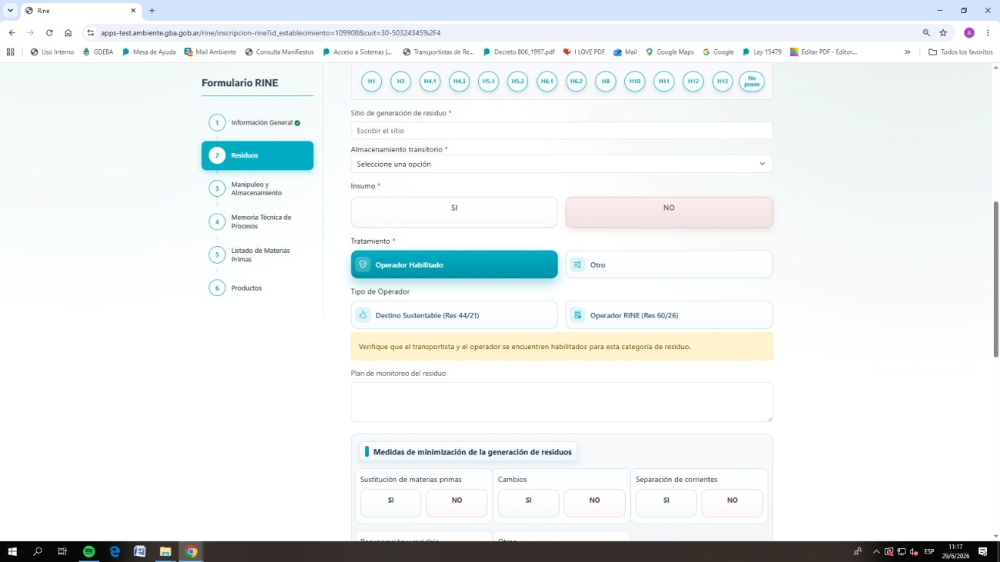 Rine
apps-test.ambiente.gba.gob.ar/rine/inscripcion-rine?id_establecimiento=109908&cuit=30-50324345%2F4
A
Uso Interno
GDEBA
Mesa de Ayuda
Mail Ambiente
Consulta Manifiestos
Acceso a Sistemas |...
Transportistas de Re...
Decreto 806_1997.pdf
I LOVE PDF
Mail
Google Maps
Google
Ley 15479
Editar PDF - Editor...
»
Todos los favoritos
Formulario RINE
1 Información General
2 Residuos
3 Manipuleo y
Almacenamiento
4 Memoria Técnica de
Procesos
5 Listado de Materias
Primas
6 Productos
H1 H3 H4.1 H4.3 H5.1 H5.2 H6.1 H6.2 H8 H10 H11 H12 H13 No posee
Sitio de generación de residuo *
Escribir el sitio
Almacenamiento transitorio *
Seleccione una opción
Insumo *
SI NO
Tratamiento *
Operador Habilitado Otro
Tipo de Operador
Destino Sustentable (Res 44/21) Operador RINE (Res 60/26)
Verifique que el transportista y el operador se encuentren habilitados para esta categoría de residuo.
Plan de monitoreo del residuo
Medidas de minimización de la generación de residuos
Sustitución de materias primas Cambios Separación de corrientes
SI NO SI NO SI NO
ESP
11:17
29/6/2026